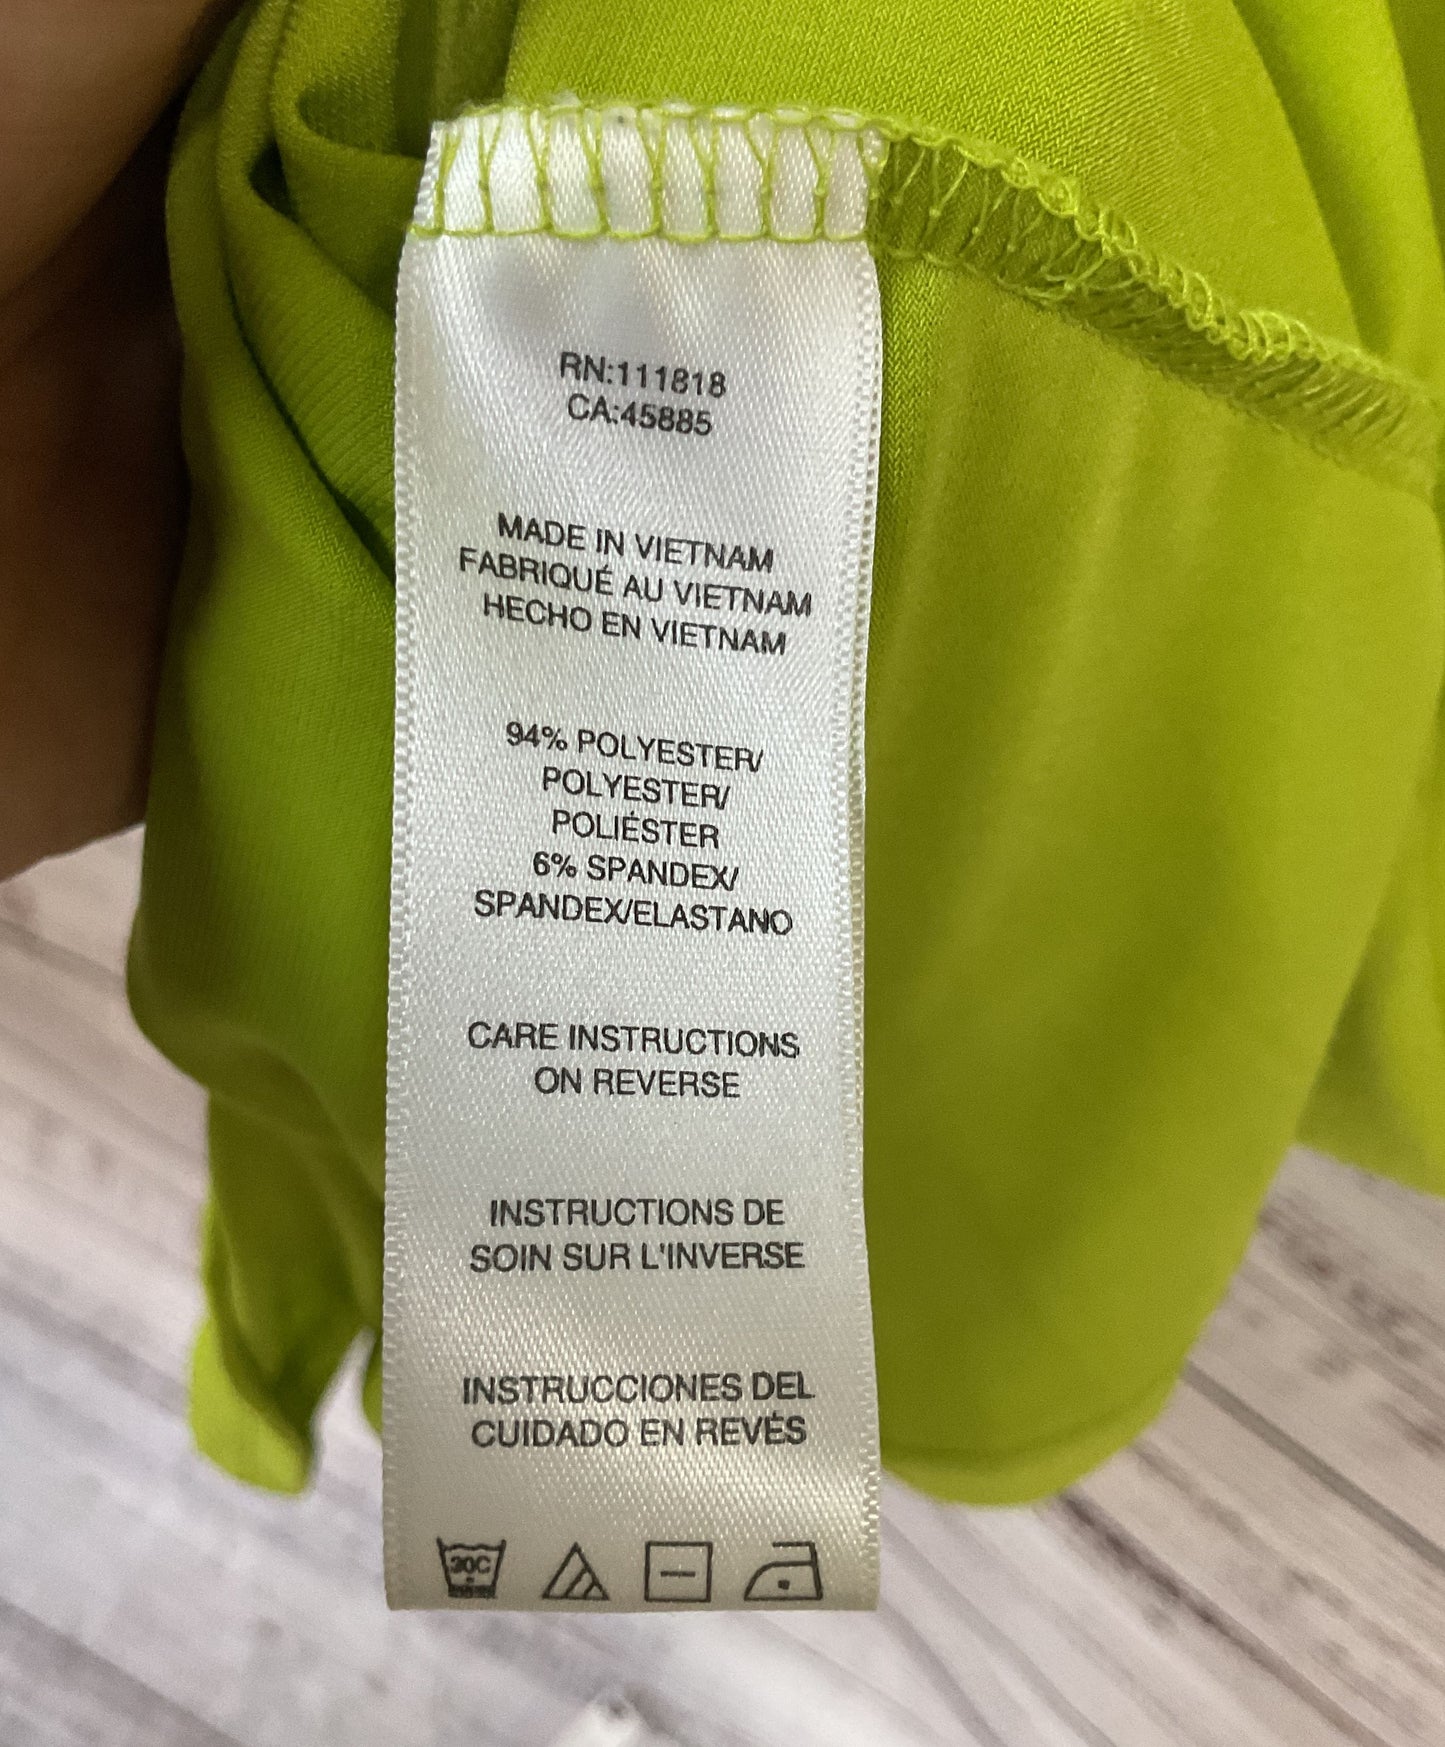 RN:111818
CA:45885
MADE IN VIETNAM
FABRIQUÉ AU VIETNAM
HECHO EN VIETNAM
94% POLYESTER/
POLYESTER/
POLIÉSTER
6% SPANDEX/
SPANDEX/ELASTANO
CARE INSTRUCTIONS
ON REVERSE
INSTRUCTIONS DE
SOIN SUR L'INVERSE
INSTRUCCIONES DEL
CUIDADO EN REVÉS
30C